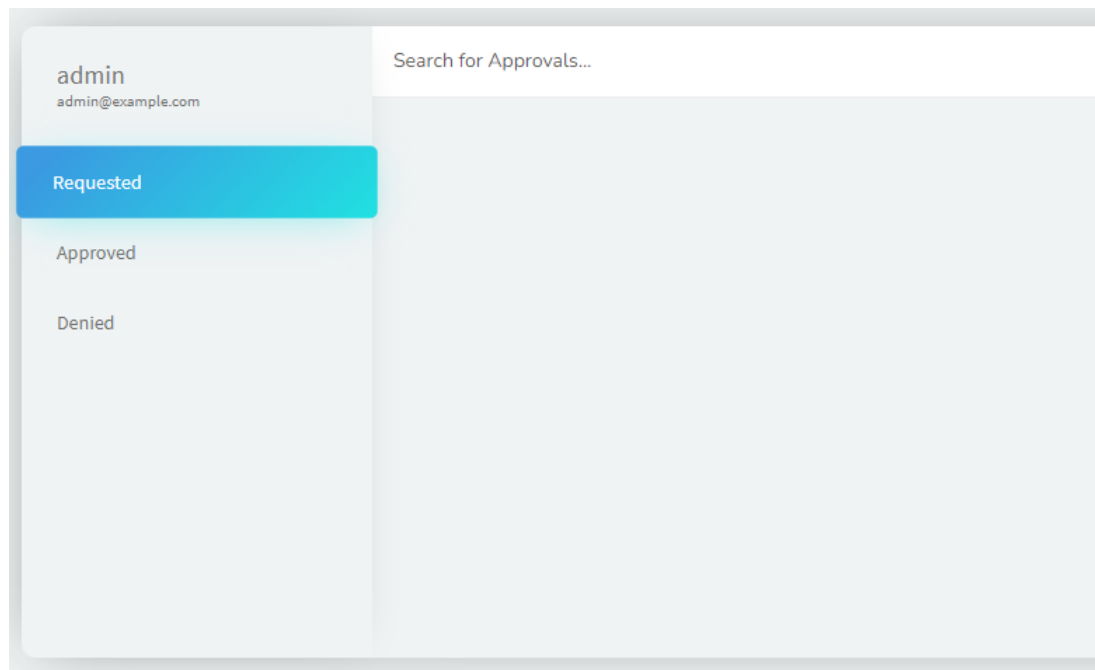 admin
admin@example.com
Search for Approvals...
Requested
Approved
Denied